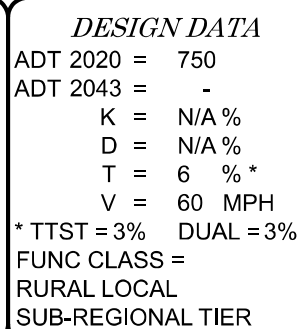 DESIGN DATA
ADT 2020 = 750
ADT 2043 = -
K = N/A %
D = N/A %
T = 6 % *
V = 60 MPH
* TTST = 3% DUAL = 3%
FUNC CLASS =
RURAL LOCAL
SUB-REGIONAL TIER